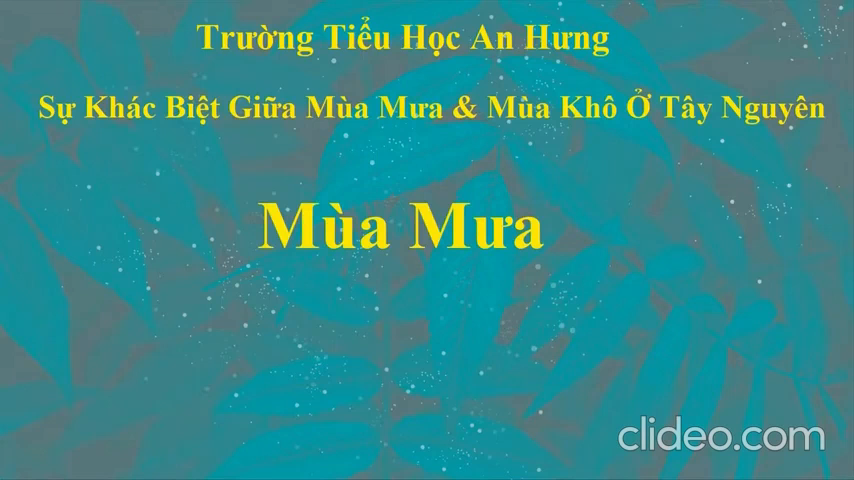 Trường Tiểu Học An Hưng
Sự Khác Biệt Giữa Mùa Mưa & Mùa Khô Ở Tây Nguyên
Mùa Mưa
clideo.com